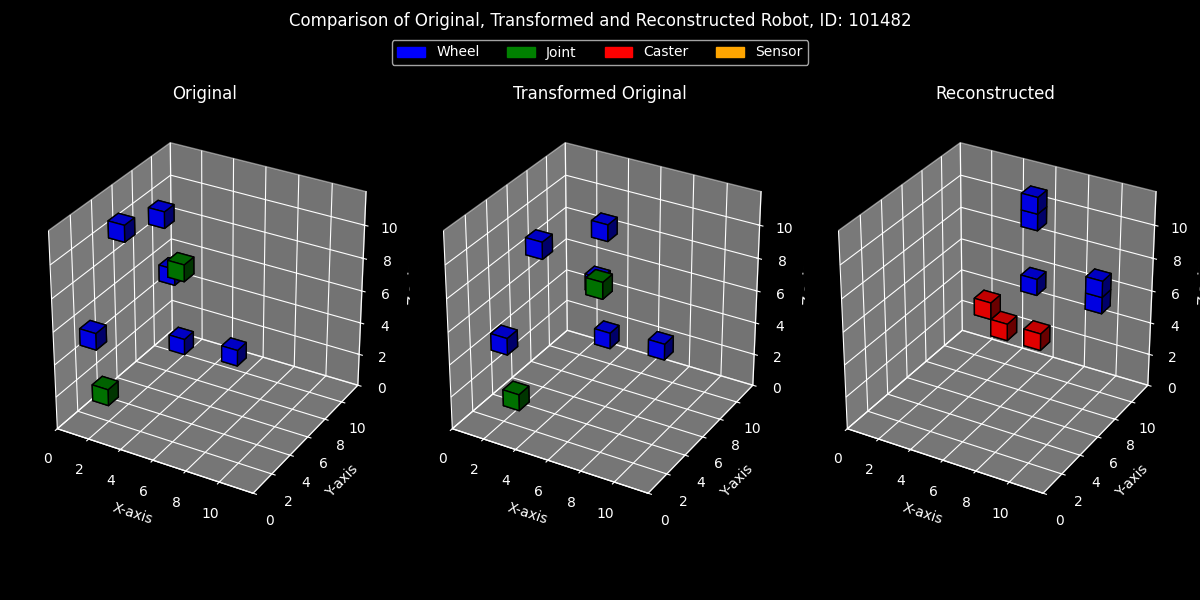 Comparison of Original, Transformed and Reconstructed Robot, ID: 101482
Wheel Joint Caster Sensor
Original Transformed Original Reconstructed
10 10 10
8 8 8
6 6 6
4 4 4
2 2 2
0 0 0
0 2 4 6 8 10 0 2 4 6 8 10 0 2 4 6 8 10
0 2 4 6 8 10 0 2 4 6 8 10 0 2 4 6 8 10
X-axis Y-axis X-axis Y-axis X-axis Y-axis